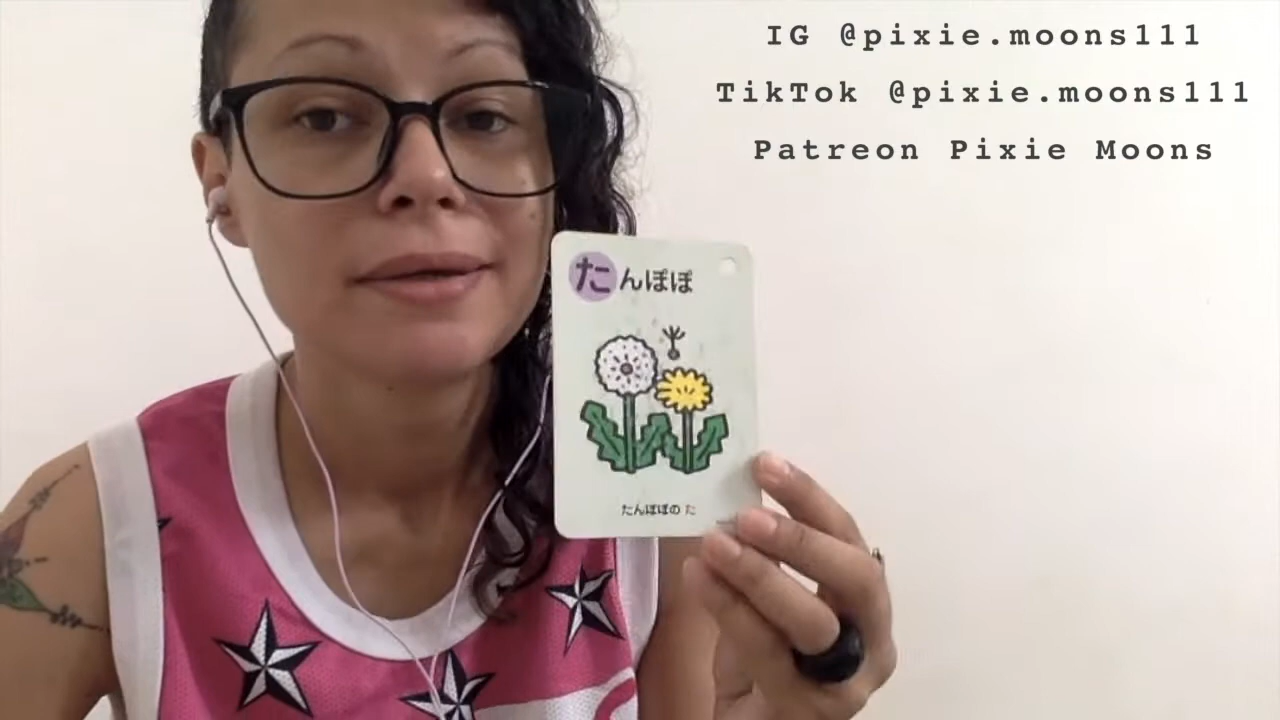 IG @pixie.moons111
TikTok @pixie.moons111
Patreon Pixie Moons
たんぽぽ
たんぽぽの た